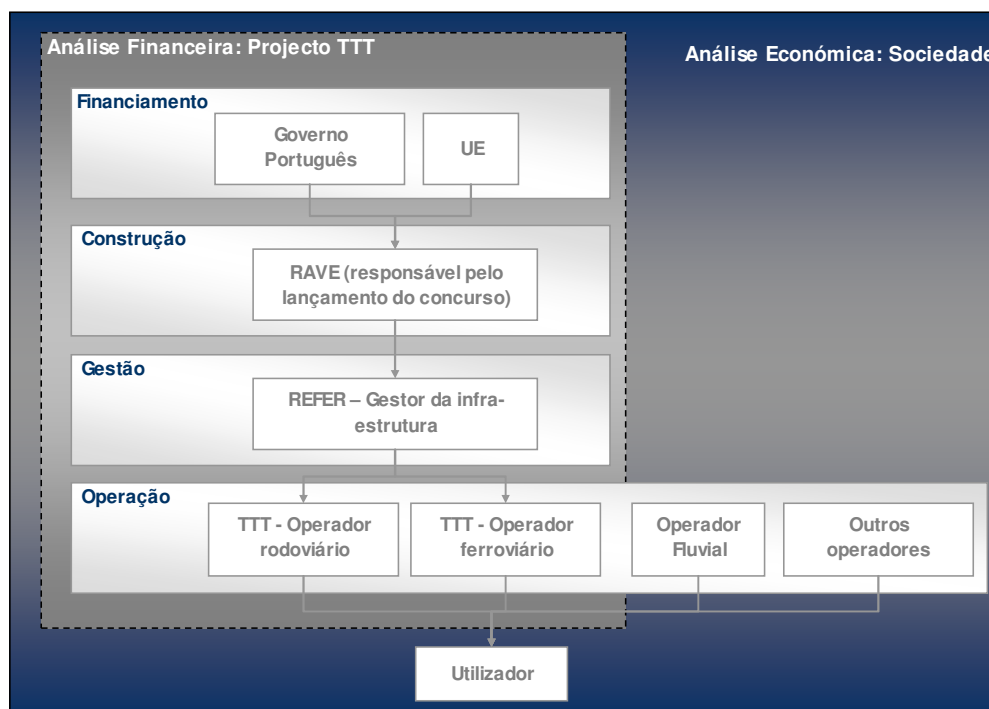 Análise Financeira: Projecto TTT
Análise Económica: Sociedade
Financiamento
Governo
Português
UE
Construção
RAVE (responsável pelo
lançamento do concurso)
Gestão
REFER – Gestor da infra-
estrutura
Operação
TTT - Operador
rodoviário
TTT - Operador
ferroviário
Operador
Fluvial
Outros
operadores
Utilizador